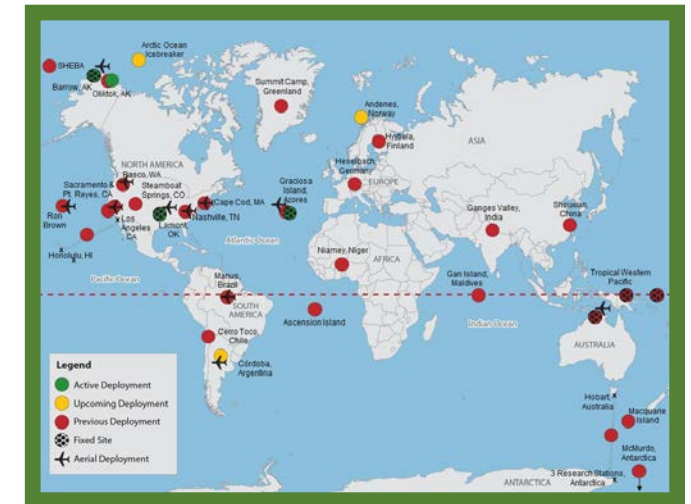 Arctic Ocean
Icebreaker
SHEBA
Barrow, AK
Oliktok, AK
Summit Camp,
Greenland
Andenes,
Norway
Hyytiala,
Finland
ASIA
NORTH AMERICA
Pasco, WA
Heselbach,
Germany
EUROPE
Sacramento &
Pt. Reyes, CA
Steamboat
Springs, CO
Graciosa
Island,
Azores
Cape Cod, MA
Ganges Valley,
India
Shouxian,
China
Ron
Brown
Los
Angeles
CA
Lamont,
OK
Nashville, TN
Atlantic Ocean
Honolulu, HI
Niamey, Niger
AFRICA
Pacific Ocean
Manus,
Brazil
Gan Island,
Maldives
Tropical Western
Pacific
SOUTH
AMERICA
Ascension Island
Indian Ocean
Cerro Toco,
Chile
AUSTRALIA
Córdoba,
Argentina
Legend
Active Deployment
Upcoming Deployment
Previous Deployment
Fixed Site
Aerial Deployment
Hobart,
Australia
Macquarie
Island
McMurdo,
Antarctica
3 Research Stations,
Antarctica
ANTARCTICA